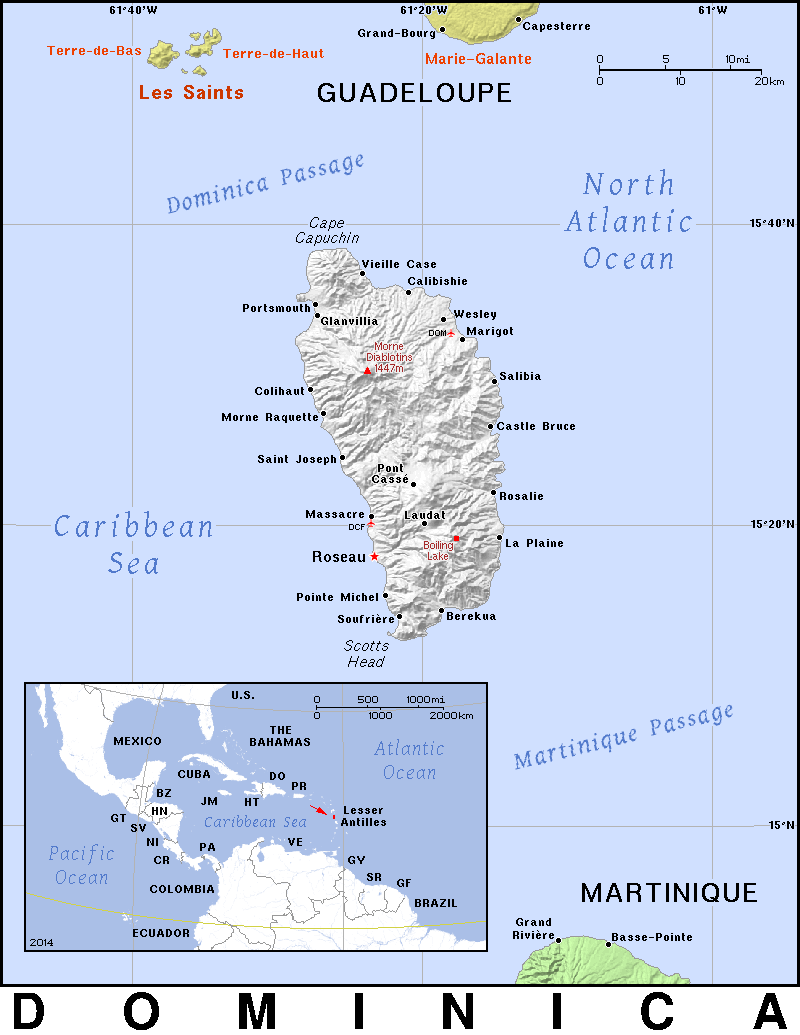 61°40'W
61°20'W
61°W
Terre-de-Bas
Terre-de-Haut
Les Saints
Grand-Bourg
Capesterre
Marie-Galante
GUADELOUPE
0 5 10mi
0 10 20km
Dominica Passage
North
Atlantic
Ocean
15°40'N
Cape
Capuchin
Vieille Case
Calibishie
Portsmouth
Glanvillia
Wesley
DOM
Marigot
Morne
Diablotins
1447m
Salibia
Colihaut
Morne Raquette
Castle Bruce
Saint Joseph
Pont
Cassé
Rosalie
Massacre
Laudat
DCF
15°20'N
Caribbean
Sea
Roseau
Boiling
Lake
La Plaine
Pointe Michel
Soufrière
Berekua
Scotts
Head
Martinique Passage
15°N
MARTINIQUE
Grand
Rivière
Basse-Pointe
U.S.
0 500 1000mi
0 1000 2000km
MEXICO
THE
BAHAMAS
Atlantic
Ocean
CUBA
DO
PR
BZ
JM
HT
HN
GT
SV
Caribbean Sea
Lesser
Antilles
NI
CR
PA
VE
GY
SR
GF
Pacific
Ocean
COLOMBIA
BRAZIL
ECUADOR
2014
DOMINICA